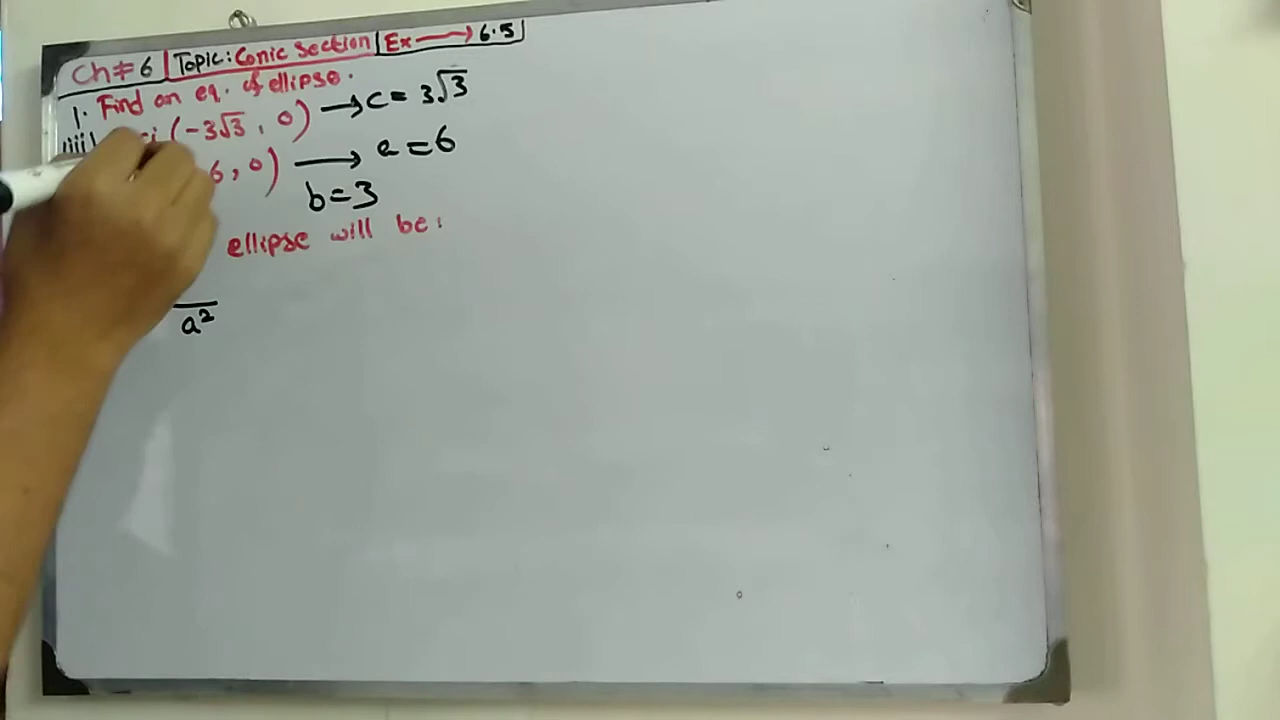 Ch# 6 | Topic: Conic Section | Ex → 6.5
1. Find an eq. of ellipse.
(-3√3, 0) → c = 3√3
6, 0) → a = 6
b = 3
ellipse will be:
a²